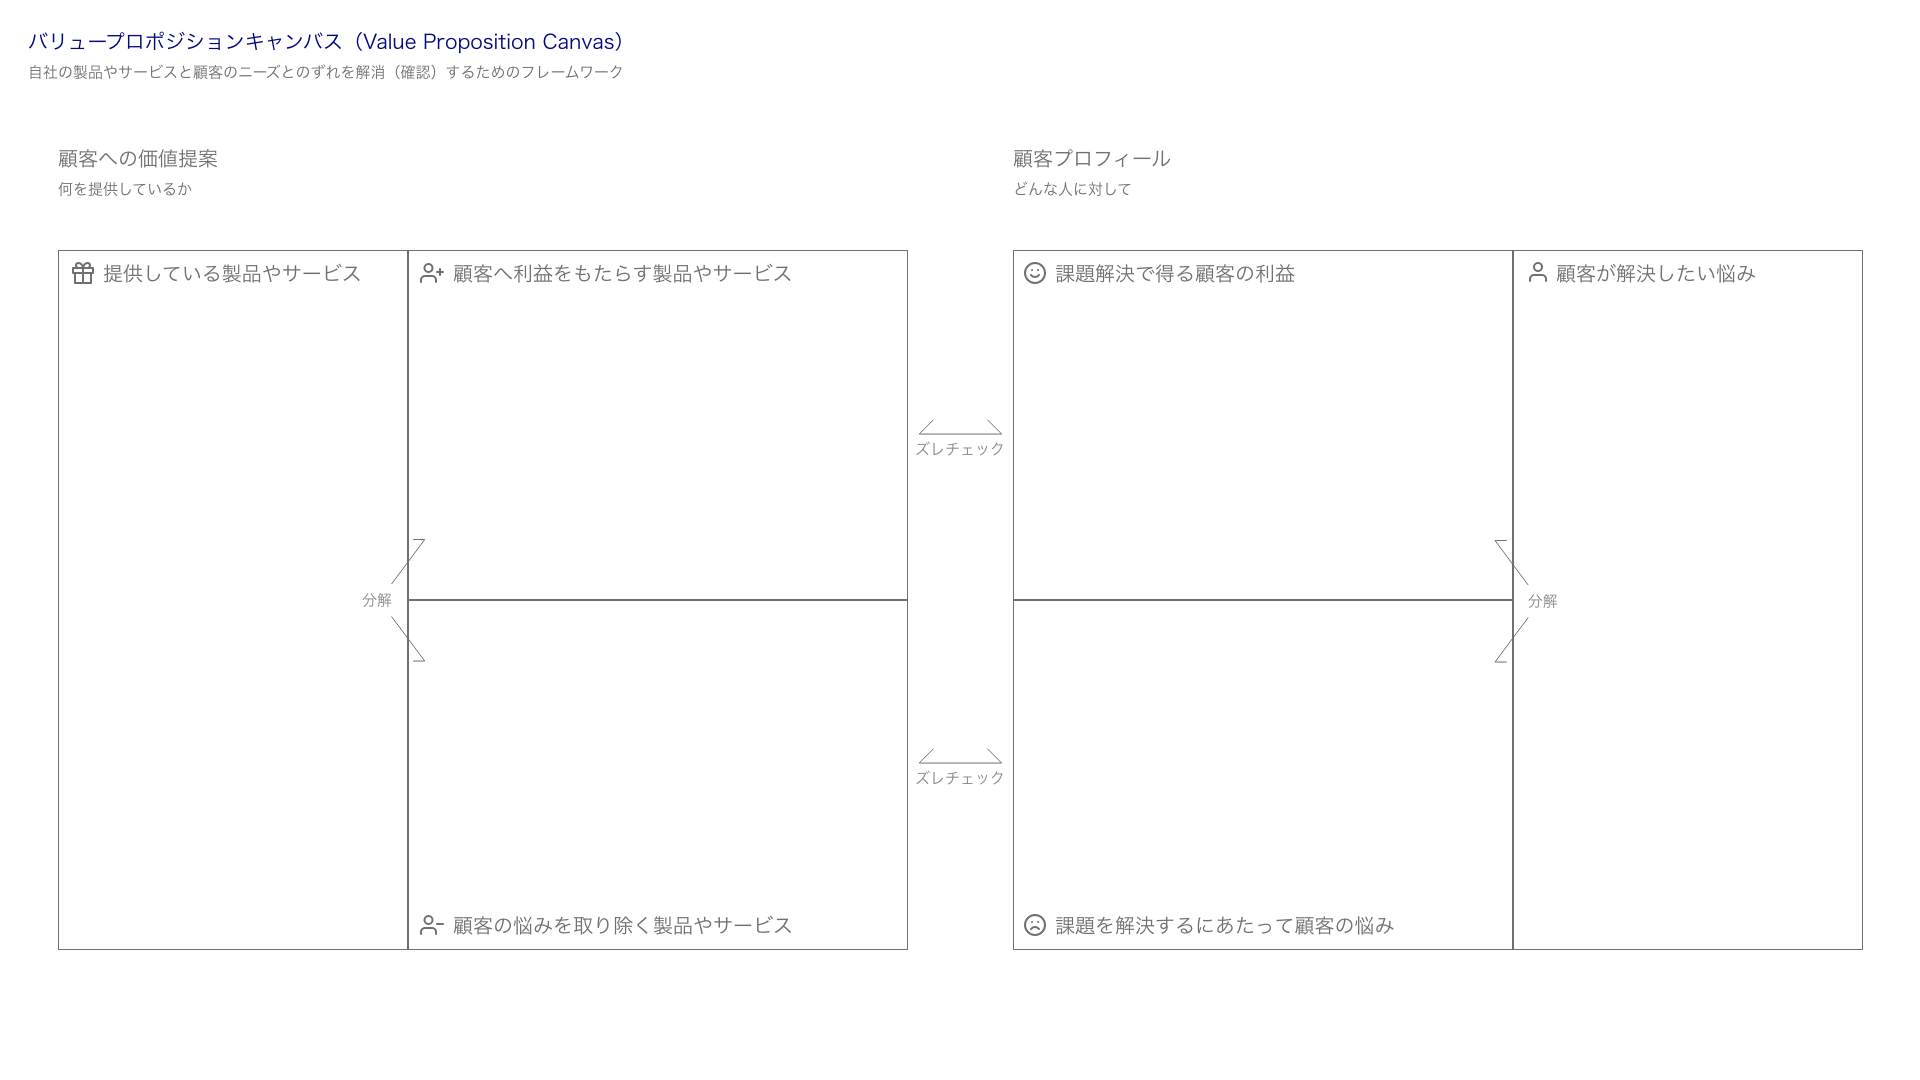 バリュープロポジションキャンバス（Value Proposition Canvas）
自社の製品やサービスと顧客のニーズとのずれを解消（確認）するためのフレームワーク
顧客への価値提案
何を提供しているか
提供している製品やサービス
顧客へ利益をもたらす製品やサービス
分解
顧客の悩みを取り除く製品やサービス
ズレチェック
ズレチェック
顧客プロフィール
どんな人に対して
課題解決で得る顧客の利益
顧客が解決したい悩み
分解
課題を解決するにあたって顧客の悩み